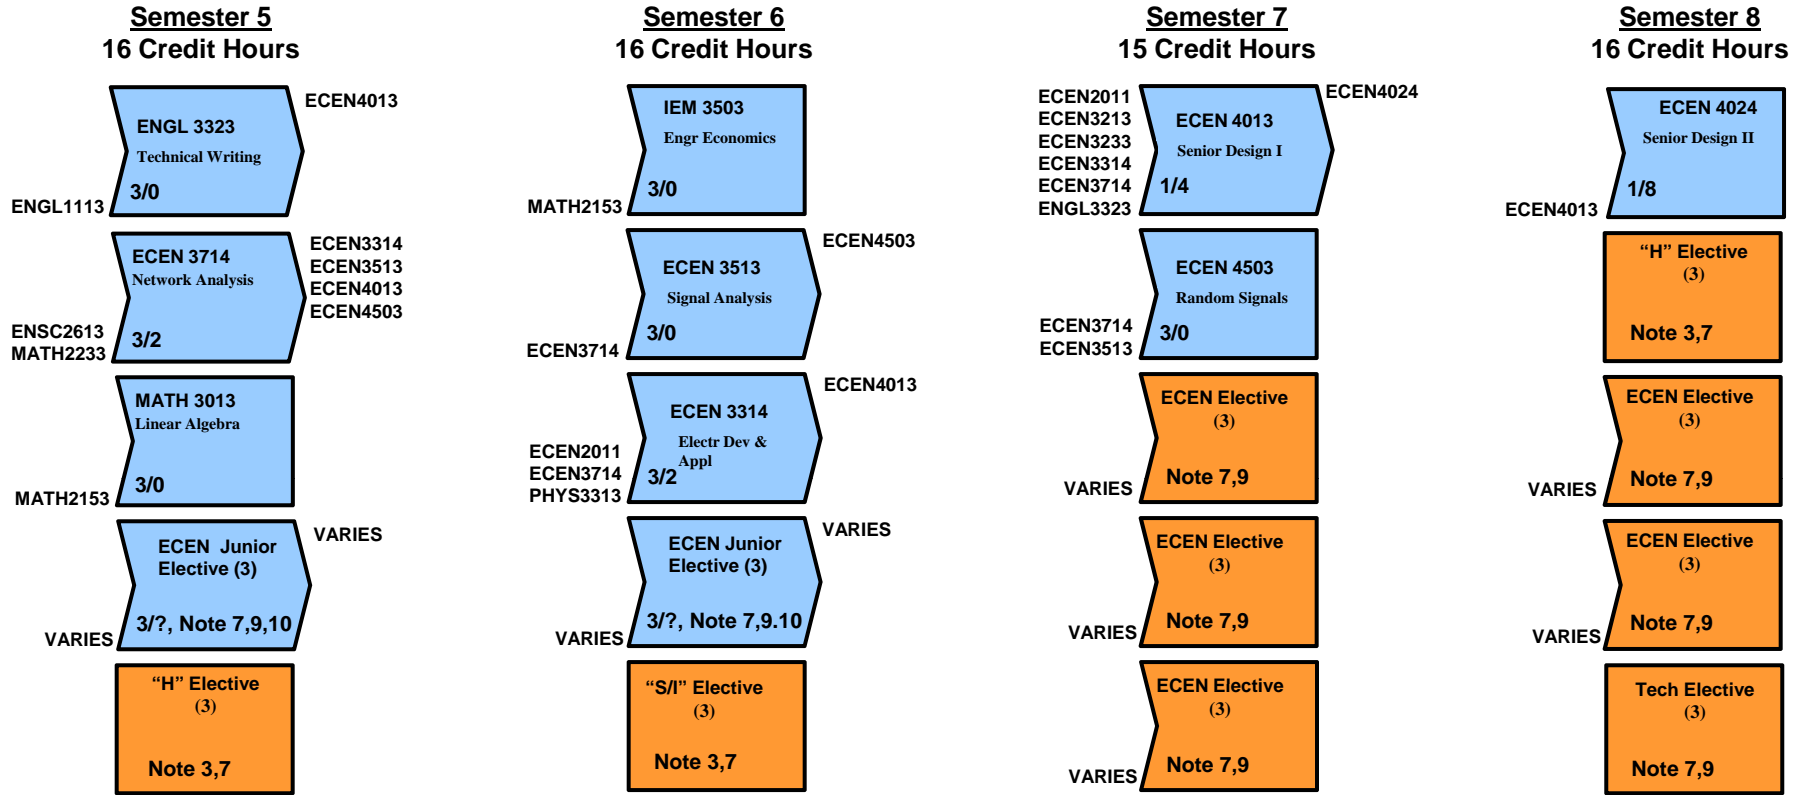 Semester 5
16 Credit Hours
ENGL 3323
Technical Writing
3/0
ENGL1113
ECEN4013
ECEN 3714
Network Analysis
3/2
ENSC2613
MATH2233
ECEN3314
ECEN3513
ECEN4013
ECEN4503
MATH 3013
Linear Algebra
3/0
MATH2153
ECEN Junior
Elective (3)
3/?, Note 7,9,10
VARIES
VARIES
“H” Elective
(3)
Note 3,7
Semester 6
16 Credit Hours
IEM 3503
Engr Economics
3/0
MATH2153
ECEN 3513
Signal Analysis
3/0
ECEN3714
ECEN4503
ECEN 3314
Electr Dev &
Appl
3/2
ECEN2011
ECEN3714
PHYS3313
ECEN4013
ECEN Junior
Elective (3)
3/?, Note 7,9.10
VARIES
VARIES
“S/I” Elective
(3)
Note 3,7
Semester 7
15 Credit Hours
ECEN2011
ECEN3213
ECEN3233
ECEN3314
ECEN3714
ENGL3323
ECEN 4013
Senior Design I
1/4
ECEN4024
ECEN 4503
Random Signals
3/0
ECEN3714
ECEN3513
ECEN Elective
(3)
Note 7,9
VARIES
ECEN Elective
(3)
Note 7,9
VARIES
ECEN Elective
(3)
Note 7,9
VARIES
Semester 8
16 Credit Hours
ECEN 4024
Senior Design II
1/8
ECEN4013
“H” Elective
(3)
Note 3,7
ECEN Elective
(3)
Note 7,9
VARIES
ECEN Elective
(3)
Note 7,9
VARIES
Tech Elective
(3)
Note 7,9